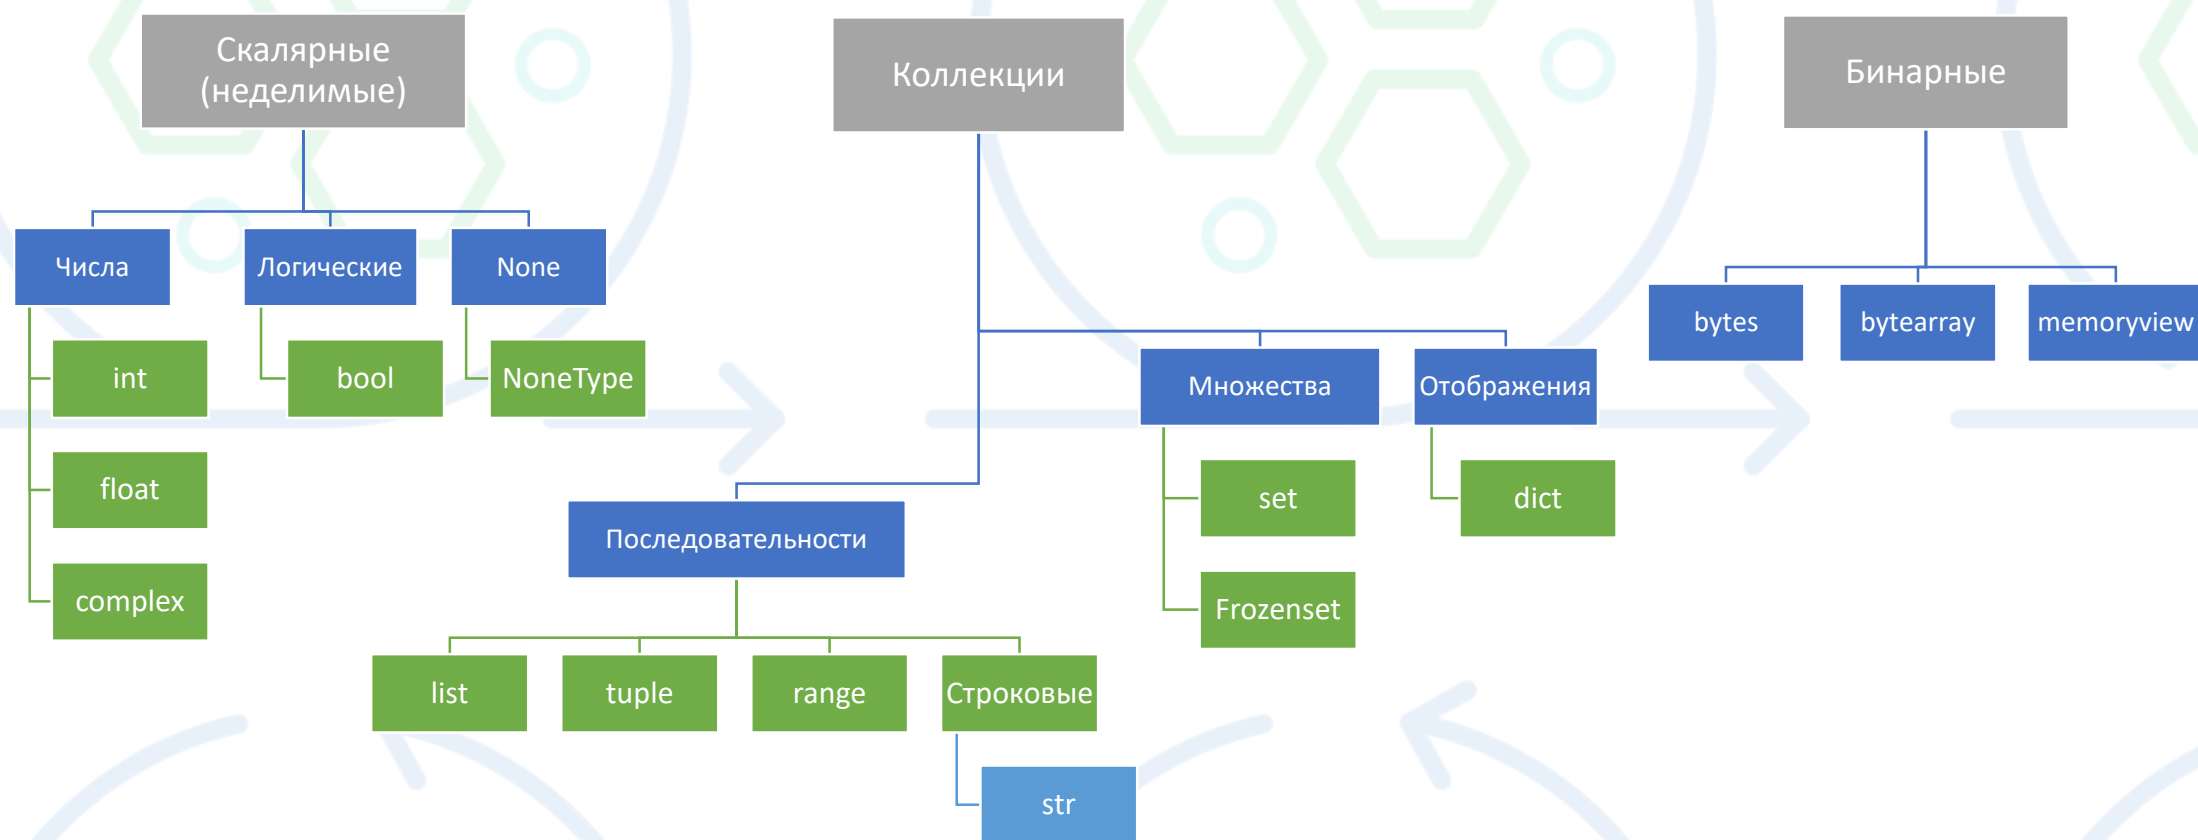 Скалярные
(неделимые)
Коллекции
Бинарные
Числа
Логические
None
int
bool
NoneType
float
complex
Последовательности
list
tuple
range
Строковые
str
Множества
Отображения
set
dict
Frozenset
bytes
bytearray
memoryview